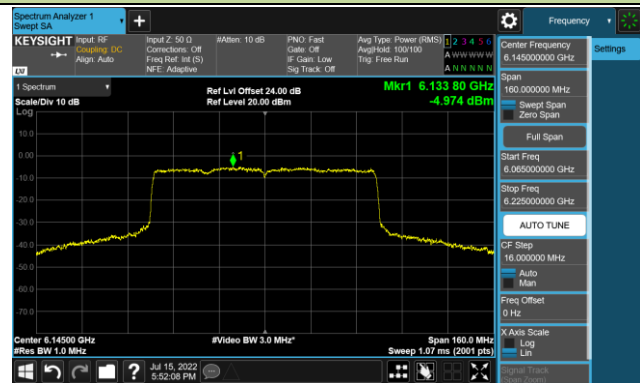 Spectrum Analyzer 1
Swept SA
Frequency
KEYSIGHT
Input: RF
Coupling: DC
Align: Auto
Input Z: 50 Ω
Corrections: Off
Freq Ref: Int (S)
NFE: Adaptive
#Atten: 10 dB
PNO: Fast
Gate: Off
IF Gain: Low
Sig Track: Off
Avg Type: Power (RMS)
Avg|Hold: 100/100
Trig: Free Run
1 2 3 4 5 6
A W W W W W
A N N N N N
LXI
1 Spectrum
Scale/Div 10 dB
Log
Ref Lvl Offset 24.00 dB
Ref Level 20.00 dBm
Mkr1 6.133 80 GHz
-4.974 dBm
10.0
0.00
-10.0
-20.0
-30.0
-40.0
-50.0
-60.0
-70.0
1
Center 6.14500 GHz
#Res BW 1.0 MHz
#Video BW 3.0 MHz*
Span 160.0 MHz
Sweep 1.07 ms (2001 pts)
?
Jul 15, 2022
5:52:08 PM
Center Frequency
6.145000000 GHz
Settings
Span
160.000000 MHz
Swept Span
Zero Span
Full Span
Start Freq
6.065000000 GHz
Stop Freq
6.225000000 GHz
AUTO TUNE
CF Step
16.000000 MHz
Auto
Man
Freq Offset
0 Hz
X Axis Scale
Log
Lin
Signal Track
(Span Zoom)